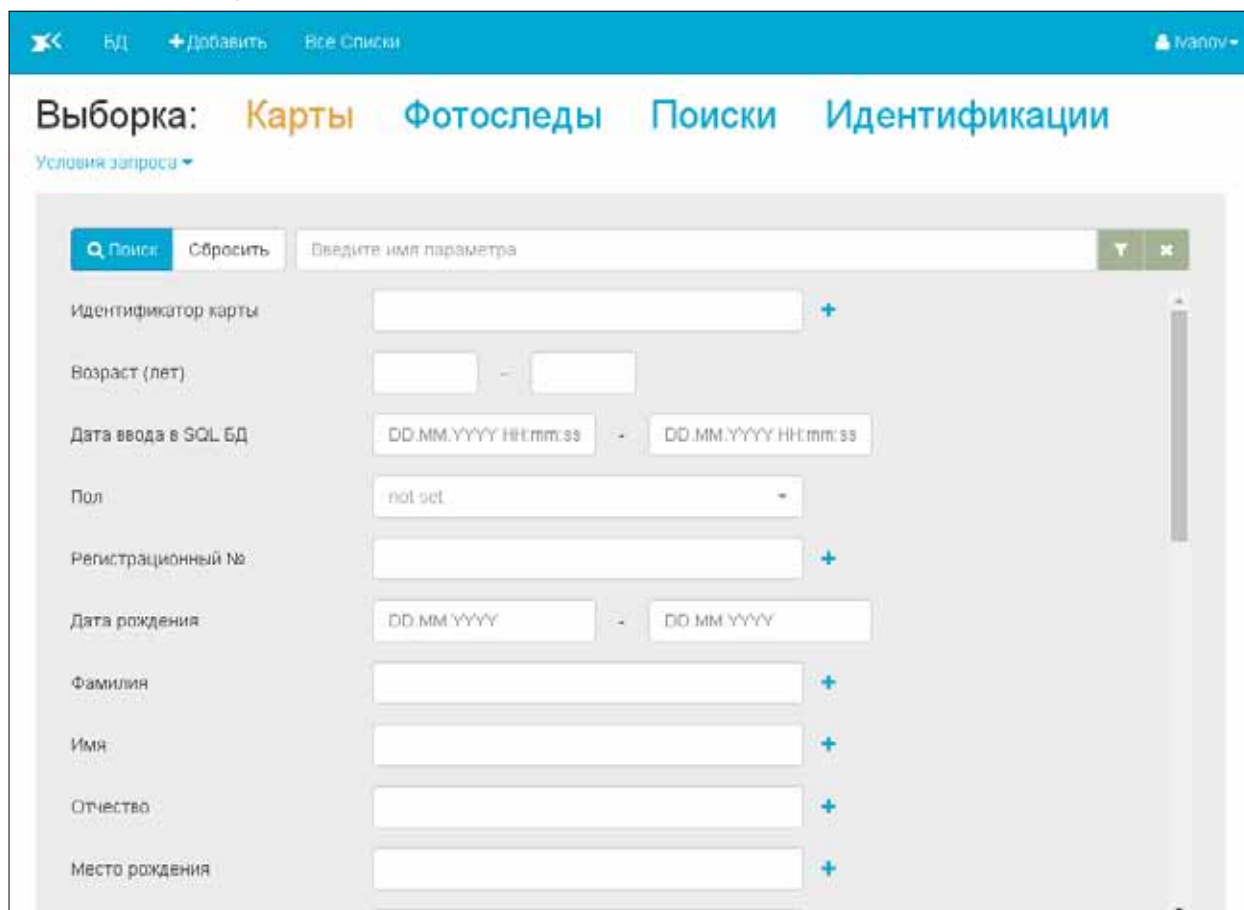 БД Добавить Все Списки Ivanov
Выборка: Карты Фотоследы Поиски Идентификации
Условия запроса
Поиск Сбросить Введите имя параметра
Идентификатор карты
Возраст (лет) -
Дата ввода в SQL БД DD.MM.YYYY HH:mm:ss - DD.MM.YYYY HH:mm:ss
Пол not set
Регистрационный №
Дата рождения DD.MM.YYYY - DD.MM.YYYY
Фамилия
Имя
Отчество
Место рождения